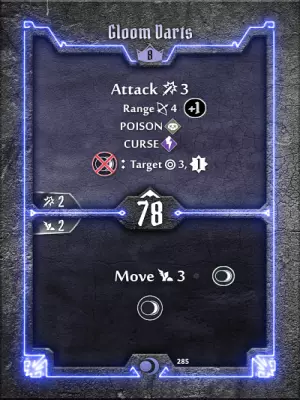 Gloom Darts
8
Attack 3
Range 4 +1
POISON
CURSE
: Target 3, 1
2
78
2
Move 3
285